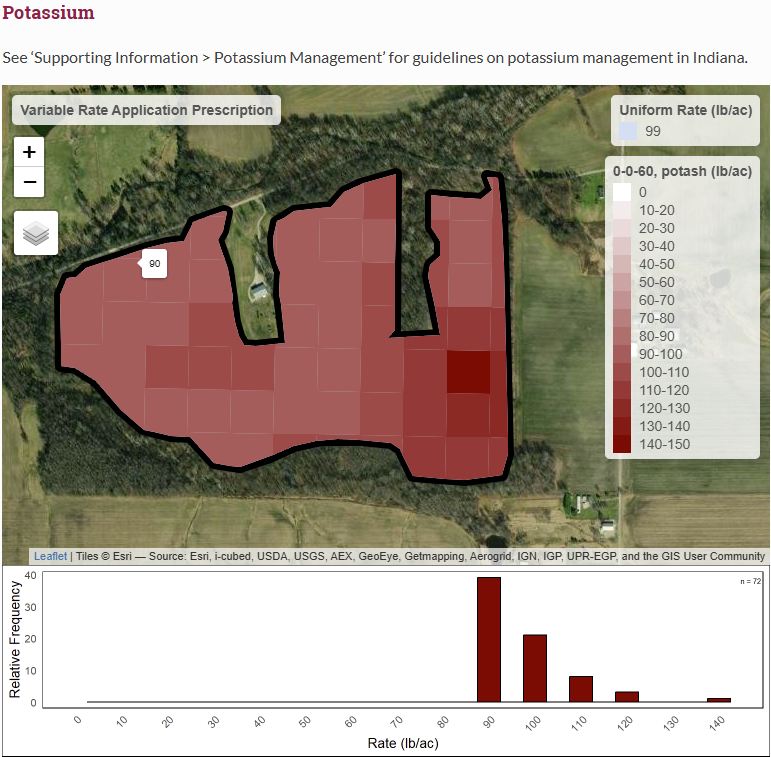 Potassium
See ‘Supporting Information > Potassium Management’ for guidelines on potassium management in Indiana.
Variable Rate Application Prescription
+
−
90
Uniform Rate (lb/ac)
99
0-0-60, potash (lb/ac)
0
10-20
20-30
30-40
40-50
50-60
60-70
70-80
80-90
90-100
100-110
110-120
120-130
130-140
140-150
Leaflet | Tiles © Esri — Source: Esri, i-cubed, USDA, USGS, AEX, GeoEye, Getmapping, Aerogrid, IGN, IGP, UPR-EGP, and the GIS User Community
n = 72
Relative Frequency
40
30
20
10
0
0 10 20 30 40 50 60 70 80 90 100 110 120 130 140
Rate (lb/ac)